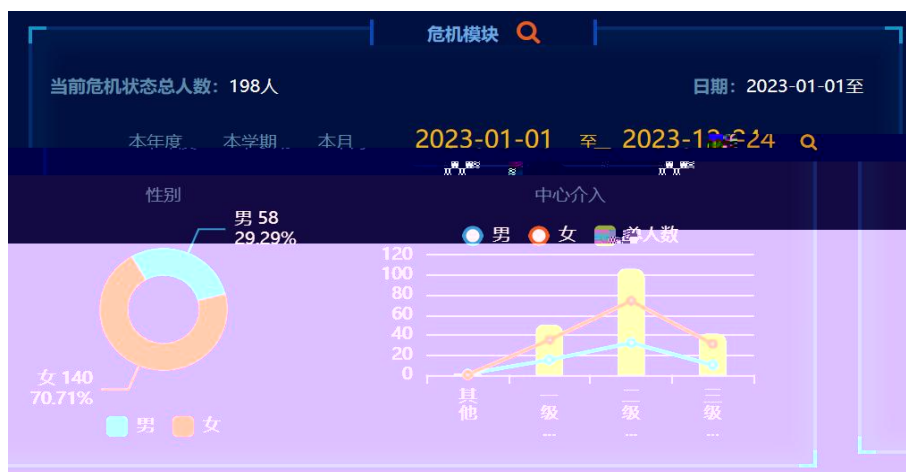 危机模块
当前危机状态总人数：198人
日期：2023-01-01至
本年度 本学期 本月 2023-01-01 至
性别
中心介入
男 58
29.29%
男 女 总人数
120
100
80
60
40
20
0
女 140
70.71%
其他 一级... 二级... 三级...
男 女